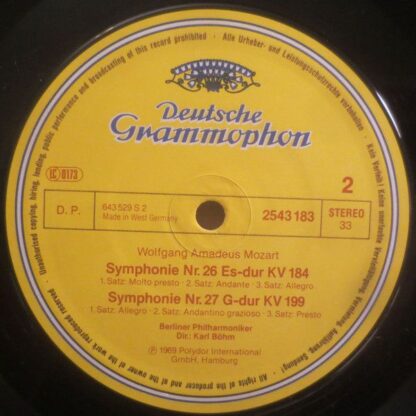 Alle Urheber- und Leistungsschutzrechte vorbehalten · Kein Verleih! Keine unerlaubte Vervielfältigung, Vermietung, Aufführung, Sendung! · All rights of the producer and of the owner of the work reproduced reserved · Unauthorised copying, hiring, lending, public performance and broadcasting of this record prohibited ·
Deutsche
Grammophon
LC 0173
2
D. P.
643 529 S 2
Made in West Germany
2543 183
STEREO
33
Wolfgang Amadeus Mozart
Symphonie Nr. 26 Es-dur KV 184
1. Satz: Molto presto · 2. Satz: Andante · 3. Satz: Allegro
Symphonie Nr. 27 G-dur KV 199
1. Satz: Allegro · 2. Satz: Andantino grazioso · 3. Satz: Presto
Berliner Philharmoniker
Dir.: Karl Böhm
℗ 1969 Polydor International
GmbH, Hamburg